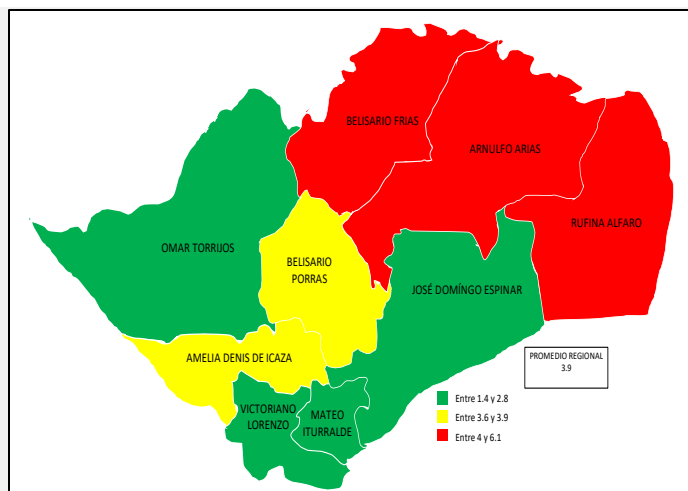 BELISARIO FRIAS
ARNULFO ARIAS
RUFINA ALFARO
OMAR TORRIJOS
BELISARIO
PORRAS
JOSÉ DOMÍNGO ESPINAR
AMELIA DENIS DE ICAZA
PROMEDIO REGIONAL
3.9
VICTORIANO
LORENZO
MATEO
ITURRALDE
Entre 1.4 y 2.8
Entre 3.6 y 3.9
Entre 4 y 6.1